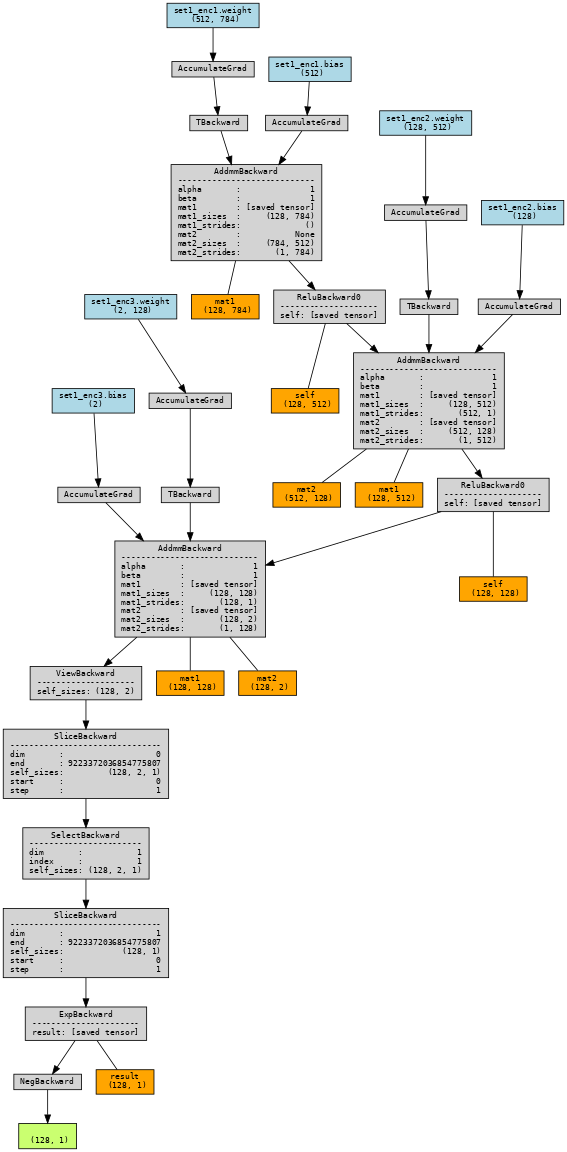 set1_enc1.weight
(512, 784)
AccumulateGrad
set1_enc1.bias
(512)
TBackward
AccumulateGrad
set1_enc2.weight
(128, 512)
AddmmBackward
----------------------------
alpha : 1
beta : 1
mat1 : [saved tensor]
mat1_sizes : (128, 784)
mat1_strides: ()
mat2 : None
mat2_sizes : (784, 512)
mat2_strides: (1, 784)
AccumulateGrad
set1_enc2.bias
(128)
set1_enc3.weight
(2, 128)
mat1
(128, 784)
ReluBackward0
--------------------
self: [saved tensor]
TBackward
AccumulateGrad
set1_enc3.bias
(2)
AccumulateGrad
self
(128, 512)
AddmmBackward
----------------------------
alpha : 1
beta : 1
mat1 : [saved tensor]
mat1_sizes : (128, 512)
mat1_strides: (512, 1)
mat2 : [saved tensor]
mat2_sizes : (512, 128)
mat2_strides: (1, 512)
AccumulateGrad
TBackward
mat2
(512, 128)
mat1
(128, 512)
ReluBackward0
--------------------
self: [saved tensor]
AddmmBackward
----------------------------
alpha : 1
beta : 1
mat1 : [saved tensor]
mat1_sizes : (128, 128)
mat1_strides: (128, 1)
mat2 : [saved tensor]
mat2_sizes : (128, 2)
mat2_strides: (1, 128)
self
(128, 128)
ViewBackward
--------------------
self_sizes: (128, 2)
mat1
(128, 128)
mat2
(128, 2)
SliceBackward
-------------------------------
dim : 0
end : 9223372036854775807
self_sizes: (128, 2, 1)
start : 0
step : 1
SelectBackward
-----------------------
dim : 1
index : 1
self_sizes: (128, 2, 1)
SliceBackward
-------------------------------
dim : 1
end : 9223372036854775807
self_sizes: (128, 1)
start : 0
step : 1
ExpBackward
----------------------
result: [saved tensor]
NegBackward
result
(128, 1)
(128, 1)